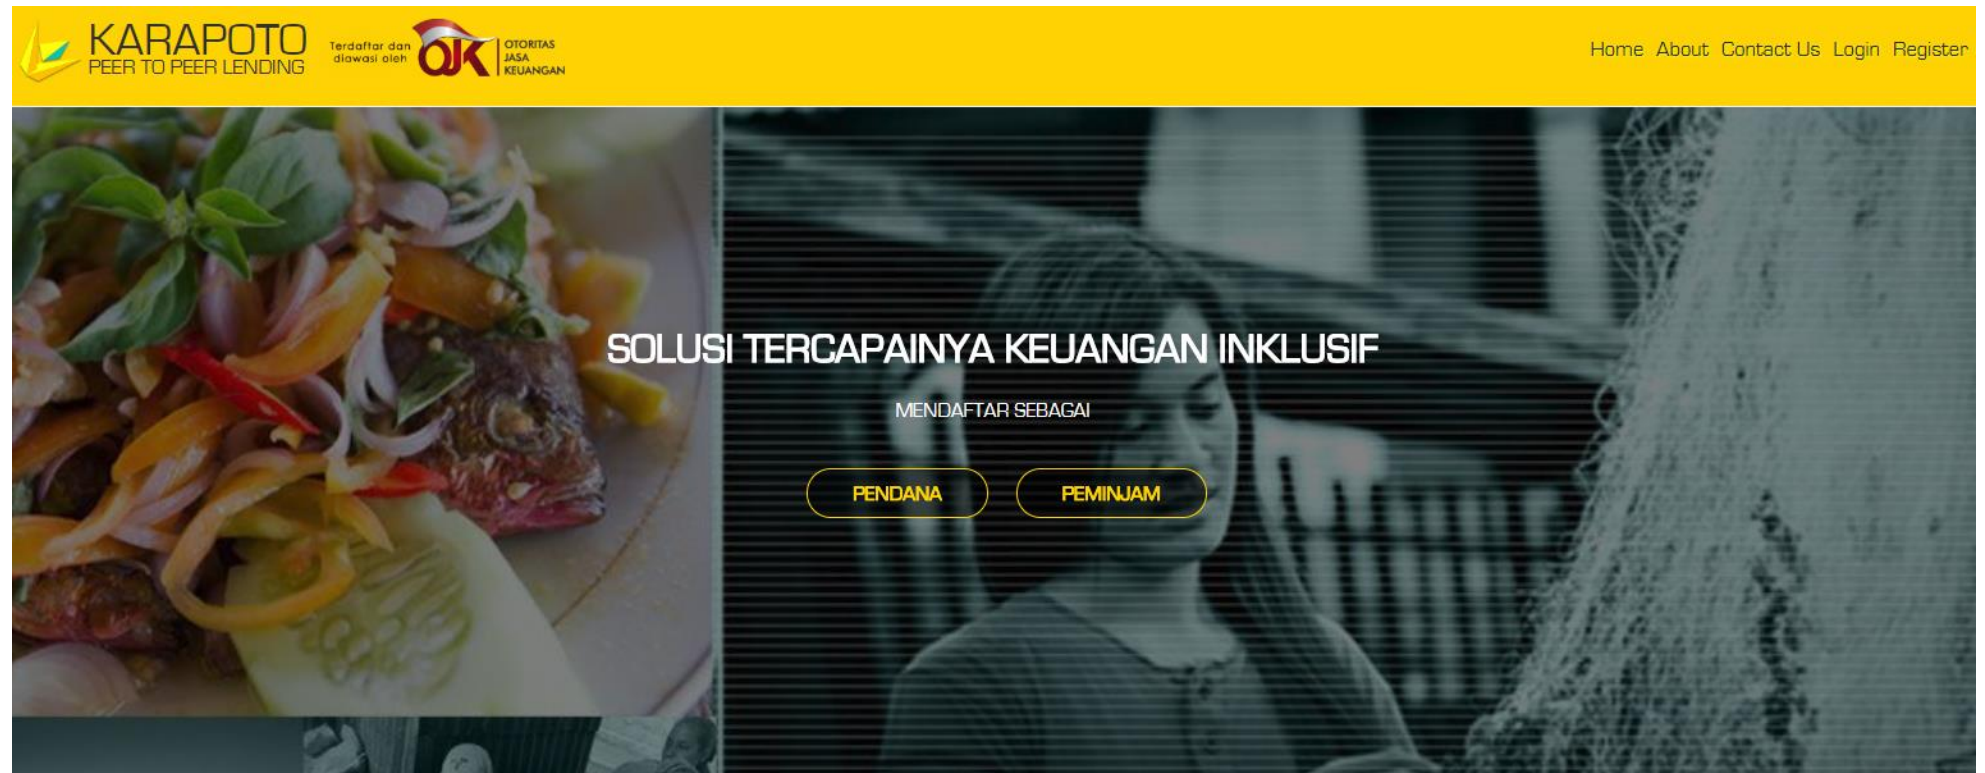 KARAPOTO
PEER TO PEER LENDING
Terdaftar dan
diawasi oleh
OJK
OTORITAS
JASA
KEUANGAN
Home About Contact Us Login Register
SOLUSI TERCAPAINYA KEUANGAN INKLUSIF
MENDAFTAR SEBAGAI
PENDANA PEMINJAM